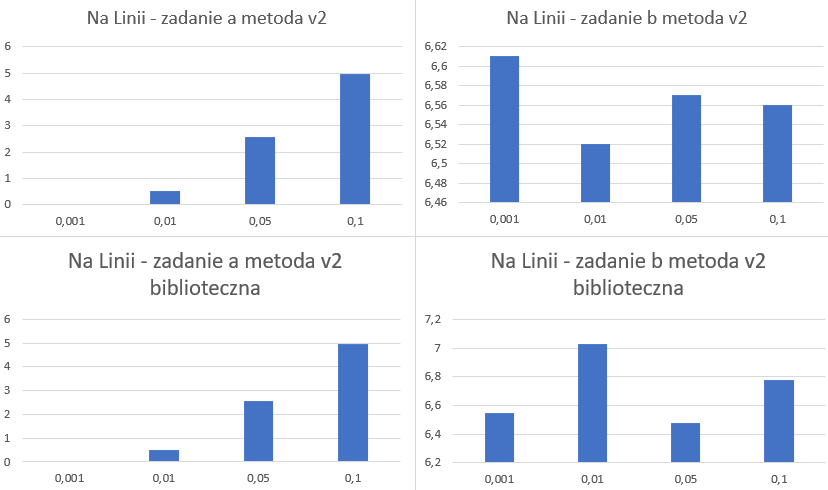 Na Linii - zadanie a metoda v2
6
5
4
3
2
1
0
0,001 0,01 0,05 0,1
Na Linii - zadanie b metoda v2
6,62
6,6
6,58
6,56
6,54
6,52
6,5
6,48
6,46
0,001 0,01 0,05 0,1
Na Linii - zadanie a metoda v2
biblioteczna
6
5
4
3
2
1
0
0,001 0,01 0,05 0,1
Na Linii - zadanie b metoda v2
biblioteczna
7,2
7
6,8
6,6
6,4
6,2
0,001 0,01 0,05 0,1